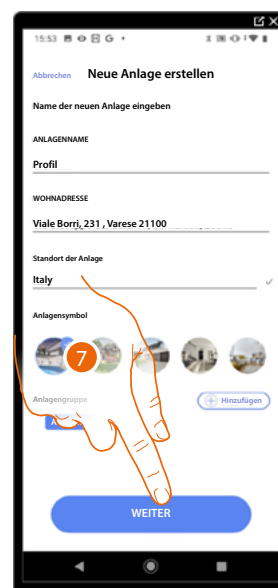 15:53
Abbrechen Neue Anlage erstellen
Name der neuen Anlage eingeben
ANLAGENNAME
Profil
WOHNADRESSE
Viale Borri, 231 , Varese 21100
Standort der Anlage
Italy
Anlagensymbol
7
Anlagengruppe
Hinzufügen
WEITER